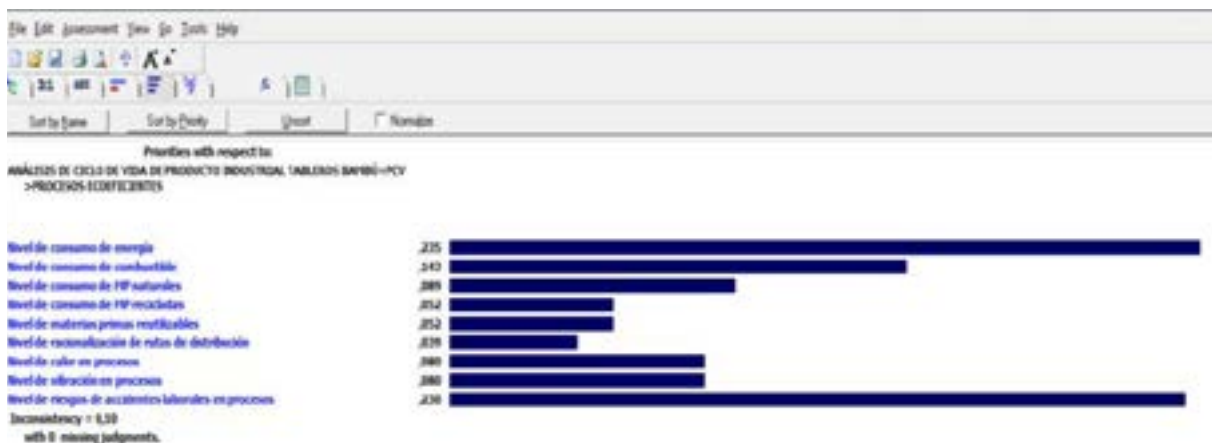 File Edit Assessment View Go Tools Help
Sort by Name Sort by Priority Unsort Normalize
Priorities with respect to:
ANÁLISIS DE CICLO DE VIDA DE PRODUCTO INDUSTRIAL TABLEROS BAMBÚ-PCV
>PROCESOS ECOEFICIENTES
Nivel de consumo de energía ,235
Nivel de consumo de combustible ,143
Nivel de consumo de MP naturales ,089
Nivel de consumo de MP recicladas ,052
Nivel de materias primas reutilizables ,052
Nivel de racionalización de rutas de distribución ,039
Nivel de calor en procesos ,080
Nivel de vibración en procesos ,080
Nivel de riesgos de accidentes laborales en procesos ,230
Inconsistency = 0,10
with 0 missing judgments.